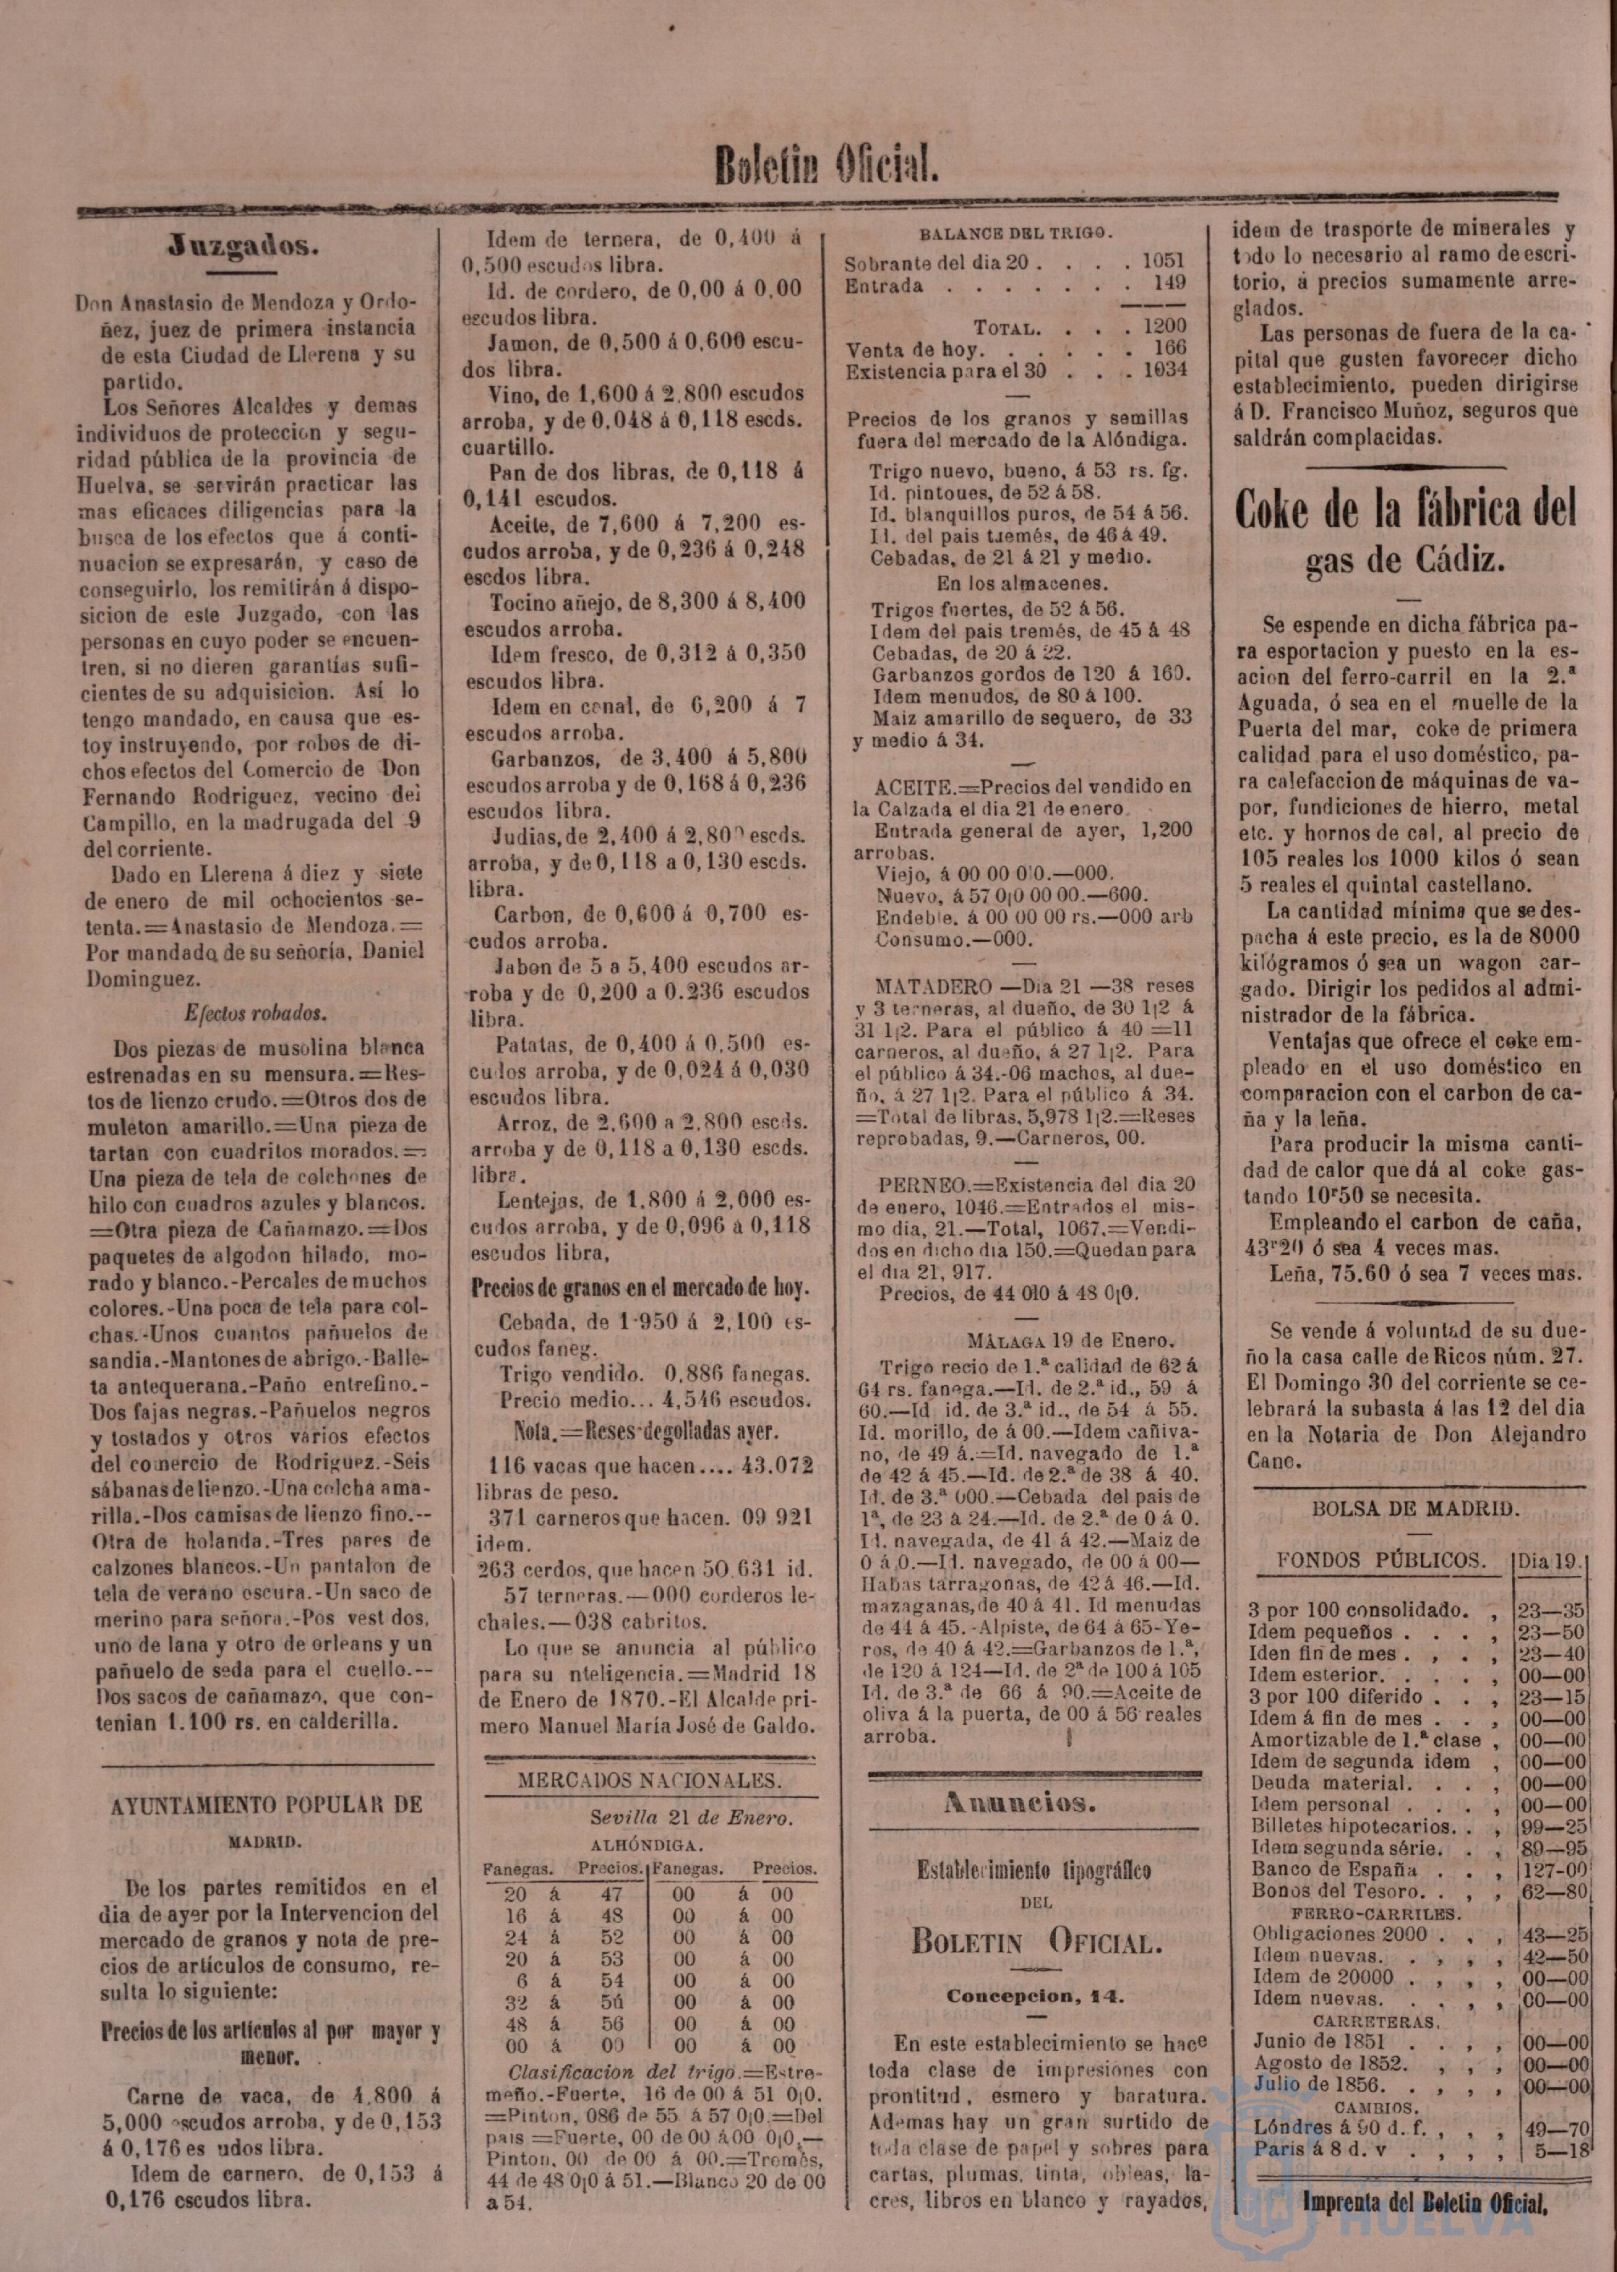 Boletin Oficial.
Juzgados.
Don Anastasio de Mendoza y Ordo-
ñez, juez de primera instancia
de esta Ciudad de Llerena y su
partido.
Los Señores Alcaldes y demas
individuos de proteccion y segu-
ridad pública de la provincia de
Huelva, se servirán practicar las
mas eficaces diligencias para la
busca de los efectos que á conti-
nuacion se expresarán, y caso de
conseguirlo, los remitirán á dispo-
sicion de este Juzgado, con las
personas en cuyo poder se encuen-
tren, si no dieren garantías sufi-
cientes de su adquisicion. Así lo
tengo mandado, en causa que es-
toy instruyendo, por robos de di-
chos efectos del Comercio de Don
Fernando Rodriguez, vecino dei
Campillo, en la madrugada del 9
del corriente.
Dado en Llerena á diez y siete
de enero de mil ochocientos se-
tenta.=Anastasio de Mendoza.=
Por mandado de su señoría, Daniel
Dominguez.
Efectos robados.
Dos piezas de musolina blanca
estrenadas en su mensura.=Res-
tos de lienzo crudo.=Otros dos de
muleton amarillo.=Una pieza de
tartan con cuadritos morados.=
Una pieza de tela de colchones de
hilo con cuadros azules y blancos.
=Otra pieza de Cañamazo.=Dos
paquetes de algodon hilado, mo-
rado y blanco.-Percales de muchos
colores.-Una poca de tela para col-
chas.-Unos cuantos pañuelos de
sandia.-Mantones de abrigo.-Balle-
ta antequerana.-Paño entrefino.-
Dos fajas negras.-Pañuelos negros
y tostados y otros varios efectos
del comercio de Rodriguez.-Seis
sábanas de lienzo.-Una colcha ama-
rilla.-Dos camisas de lienzo fino.--
Otra de holanda.-Tres pares de
calzones blancos.-Un pantalon de
tela de verano oscura.-Un saco de
merino para señora.-Pos vest dos,
uno de lana y otro de orleans y un
pañuelo de seda para el cuello.--
Dos sacos de cañamazo, que con-
tenian 1.100 rs. en calderilla.
AYUNTAMIENTO POPULAR DE
MADRID.
De los partes remitidos en el
dia de ayer por la Intervencion del
mercado de granos y nota de pre-
cios de artículos de consumo, re-
sulta lo siguiente:
Precios de los articulos al por mayor y
menor.
Carne de vaca, de 4,800 á
5,000 escudos arroba, y de 0,153
á 0,176 es udos libra.
Idem de carnero, de 0,153 á
0,176 escudos libra.
Idem de ternera, de 0,400 á
0,500 escudos libra.
Id. de cordero, de 0,00 á 0,00
escudos libra.
Jamon, de 0,500 á 0,600 escu-
dos libra.
Vino, de 1,600 á 2,800 escudos
arroba, y de 0,048 á 0,118 escds.
cuartillo.
Pan de dos libras, de 0,118 á
0,141 escudos.
Aceite, de 7,600 á 7,200 es-
cudos arroba, y de 0,236 á 0,248
escdos libra.
Tocino añejo, de 8,300 á 8,400
escudos arroba.
Idem fresco, de 0,312 á 0,350
escudos libra.
Idem en canal, de 6,200 á 7
escudos arroba.
Garbanzos, de 3,400 á 5,800
escudos arroba y de 0,168 á 0,236
escudos libra.
Judias, de 2,400 á 2,800 escds.
arroba, y de 0,118 a 0,130 escds.
libra.
Carbon, de 0,600 á 0,700 es-
cudos arroba.
Jabon de 5 a 5,400 escudos ar-
roba y de 0,200 a 0.236 escudos
libra.
Patatas, de 0,400 á 0,500 es-
cudos arroba, y de 0,024 á 0,030
escudos libra.
Arroz, de 2,600 a 2,800 escds.
arroba y de 0,118 a 0,130 escds.
libra.
Lentejas, de 1,800 á 2,000 es-
cudos arroba, y de 0,096 a 0,118
escudos libra,
Precios de granos en el mercado de hoy.
Cebada, de 1-950 á 2,100 es-
cudos faneg.
Trigo vendido. 0,886 fanegas.
Precio medio... 4,546 escudos.
Nota.=Reses degolladas ayer.
116 vacas que hacen.... 43.072
libras de peso.
371 carneros que hacen. 09 921
idem.
263 cerdos, que hacen 50.631 id.
57 terneras.—000 corderos le-
chales.—038 cabritos.
Lo que se anuncia al público
para su nteligencia.=Madrid 18
de Enero de 1870.-El Alcalde pri-
mero Manuel María José de Galdo.
MERCADOS NACIONALES.
Sevilla 21 de Enero.
ALHÓNDIGA.
Fanegas. Precios. Fanegas. Precios.
20 á 47 00 á 00
16 á 48 00 á 00
24 á 52 00 á 00
20 á 53 00 á 00
6 á 54 00 á 00
32 á 00 á 00
48 á 56 00 á 00
00 á 00 00 á 00
Clasificacion del trigo.=Estre-
meño.-Fuerte, 16 de 00 á 51 0¡0.
=Pinton, 086 de 55 á 57 0¡0.=Del
pais =Fuerte, 00 de 00 á 00 0¡0,—
Pinton, 00 de 00 á 00.=Tremés,
44 de 48 0¡0 á 51.—Blanco 20 de 00
a 54.
BALANCE DEL TRIGO.
Sobrante del dia 20 . . . . 1051
Entrada . . . . . . . 149
TOTAL. . . . 1200
Venta de hoy. . . . . . 166
Existencia para el 30 . . . 1034
Precios de los granos y semillas
fuera del mercado de la Alóndiga.
Trigo nuevo, bueno, á 53 rs. fg.
Id. pintoues, de 52 á 58.
Id. blanquillos puros, de 54 á 56.
Il. del pais tremés, de 46 á 49.
Cebadas, de 21 á 21 y medio.
En los almacenes.
Trigos fuertes, de 52 á 56.
Idem del pais tremés, de 45 á 48
Cebadas, de 20 á 22.
Garbanzos gordos de 120 á 160.
Idem menudos, de 80 á 100.
Maiz amarillo de sequero, de 33
y medio á 34.
ACEITE.=Precios del vendido en
la Calzada el dia 21 de enero.
Entrada general de ayer, 1,200
arrobas.
Viejo, á 00 00 0¡0.—000.
Nuevo, á 57 0¡0 00 00.—600.
Endeble, á 00 00 00 rs.—000 arb
Consumo.—000.
MATADERO —Dia 21 —38 reses
y 3 terneras, al dueño, de 30 1¡2 á
31 1¡2. Para el público á 40 =11
carneros, al dueño, á 27 1¡2. Para
el público á 34.-06 machos, al due-
ño, á 27 1¡2. Para el público á 34.
=Total de libras, 5,978 1¡2.=Reses
reprobadas, 9.—Carneros, 00.
PERNEO.=Existencia del dia 20
de enero, 1046.=Entrados el mis-
mo dia, 21.—Total, 1067.=Vendi-
dos en dicho dia 150.=Quedan para
el dia 21, 917.
Precios, de 44 0¡0 á 48 0¡0.
MÁLAGA 19 de Enero.
Trigo recio de 1.ª calidad de 62 á
64 rs. fanega.—Id. de 2.ª id., 59 á
60.—Id id. de 3.ª id., de 54 á 55.
Id. morillo, de á 00.—Idem cañiva-
no, de 49 á.=Id. navegado de 1.ª
de 42 á 45.—Id. de 2.ª de 38 á 40.
Id. de 3.ª 000.—Cebada del pais de
1ª, de 23 á 24.—Id. de 2.ª de 0 á 0.
Id. navegada, de 41 á 42.—Maiz de
0 á 0.—Id. navegado, de 00 á 00—
Habas tarragonas, de 42 á 46.—Id.
mazaganas, de 40 á 41. Id menudas
de 44 á 45.-Alpiste, de 64 á 65-Ye-
ros, de 40 á 42.=Garbanzos de 1.ª,
de 120 á 124—Id. de 2ª de 100 á 105
Id. de 3.ª de 66 á 90.=Aceite de
oliva á la puerta, de 00 á 56 reales
arroba.
Anuncios.
Establecimiento tipográfico
DEL
BOLETIN OFICIAL.
Concepcion, 14.
En este establecimiento se hace
toda clase de impresiones con
prontitud, esmero y baratura.
Ademas hay un gran surtido de
toda clase de papel y sobres para
cartas, plumas, tinta, obleas, la-
cres, libros en blanco y rayados,
idem de trasporte de minerales y
todo lo necesario al ramo de escri-
torio, á precios sumamente arre-
glados.
Las personas de fuera de la ca-
pital que gusten favorecer dicho
establecimiento, pueden dirigirse
á D. Francisco Muñoz, seguros que
saldrán complacidas.
Coke de la fábrica del
gas de Cádiz.
Se espende en dicha fábrica pa-
ra esportacion y puesto en la es-
acion del ferro-carril en la 2.ª
Aguada, ó sea en el muelle de la
Puerta del mar, coke de primera
calidad para el uso doméstico, pa-
ra calefaccion de máquinas de va-
por, fundiciones de hierro, metal
etc. y hornos de cal, al precio de
105 reales los 1000 kilos ó sean
5 reales el quintal castellano.
La cantidad mínima que se des-
pacha á este precio, es la de 8000
kilógramos ó sea un wagon car-
gado. Dirigir los pedidos al admi-
nistrador de la fábrica.
Ventajas que ofrece el coke em-
pleado en el uso doméstico en
comparacion con el carbon de ca-
ña y la leña.
Para producir la misma canti-
dad de calor que dá al coke gas-
tando 10'50 se necesita.
Empleando el carbon de caña,
43'20 ó sea 4 veces mas.
Leña, 75.60 ó sea 7 veces mas.
Se vende á voluntad de su due-
ño la casa calle de Ricos núm. 27.
El Domingo 30 del corriente se ce-
lebrará la subasta á las 12 del dia
en la Notaria de Don Alejandro
Cano.
BOLSA DE MADRID.
FONDOS PÚBLICOS. Dia 19.
3 por 100 consolidado. , 23—35
Idem pequeños . . . , 23—50
Iden fin de mes . , . , 23—40
Idem esterior. . . . , 00—00
3 por 100 diferido . . , 23—15
Idem á fin de mes . . , 00—00
Amortizable de 1.ª clase , 00—00
Idem de segunda idem , 00—00
Deuda material. . . , 00—00
Idem personal . . . , 00—00
Billetes hipotecarios. . , 99—25
Idem segunda série. . , 89—95
Banco de España . . , 127-00
Bonos del Tesoro. . , , 62—80
FERRO-CARRILES.
Obligaciones 2000 . , , 43—25
Idem nuevas. . , , , 42—50
Idem de 20000 . , , , 00—00
Idem nuevas. . . , , 00—00
CARRETERAS.
Junio de 1851 . . , , 00—00
Agosto de 1852. , , , 00—00
Julio de 1856. . , , , 00—00
CAMBIOS.
Lóndres á 90 d. f. , , , 49—70
Paris á 8 d. v . , , , 5—18
Imprenta del Boletin Oficial,
HUELVA